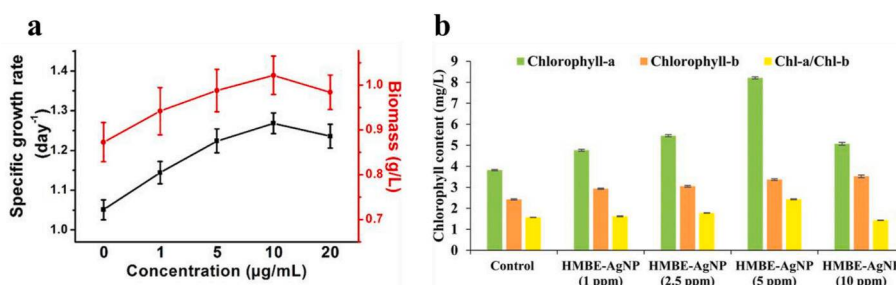 a
Specific growth rate
(day⁻¹)
1.4
1.3
1.2
1.1
1.0
0
1
5
10
20
Concentration (µg/mL)
1.0
0.9
0.8
0.7
Biomass (g/L)
b
Chlorophyll content (mg/L)
9
8
7
6
5
4
3
2
1
0
Chlorophyll-a
Chlorophyll-b
Chl-a/Chl-b
Control
HMBE-AgNP
(1 ppm)
HMBE-AgNP
(2.5 ppm)
HMBE-AgNP
(5 ppm)
HMBE-AgNP
(10 ppm)